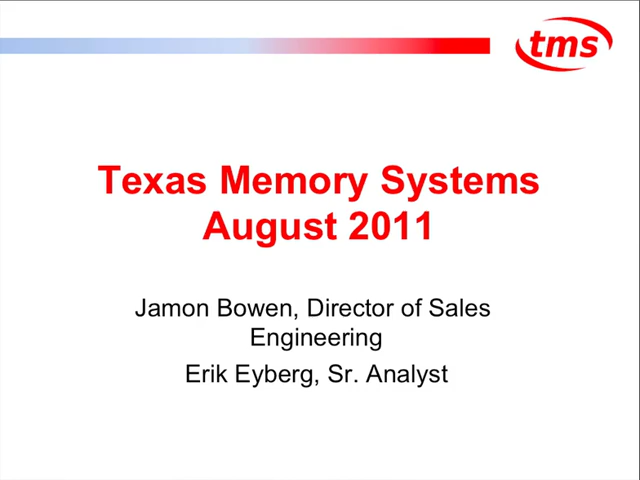 tms
Texas Memory Systems
August 2011
Jamon Bowen, Director of Sales
Engineering
Erik Eyberg, Sr. Analyst